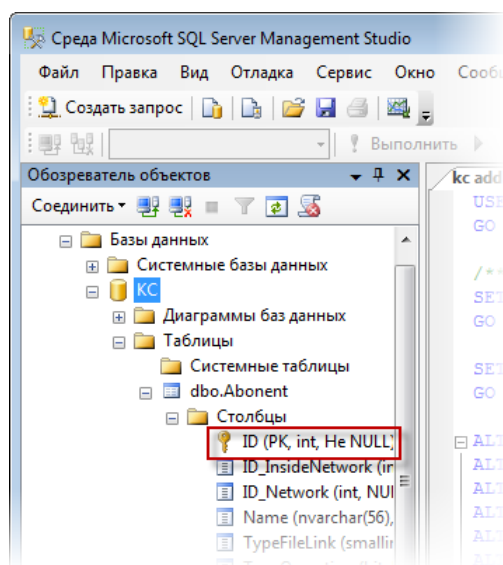 Среда Microsoft SQL Server Management Studio
Файл Правка Вид Отладка Сервис Окно Сооб
Создать запрос
Выполнить
Обозреватель объектов
kc add
Соединить
USE
GO
Базы данных
Системные базы данных
/**
КС
SET
Диаграммы баз данных
GO
Таблицы
Системные таблицы
SET
dbo.Abonent
GO
Столбцы
ID (PK, int, Не NULL)
ALT
ID_InsideNetwork (in
ALT
ID_Network (int, NUl
ALT
Name (nvarchar(56),
ALT
TypeFileLink (smallin
ALT